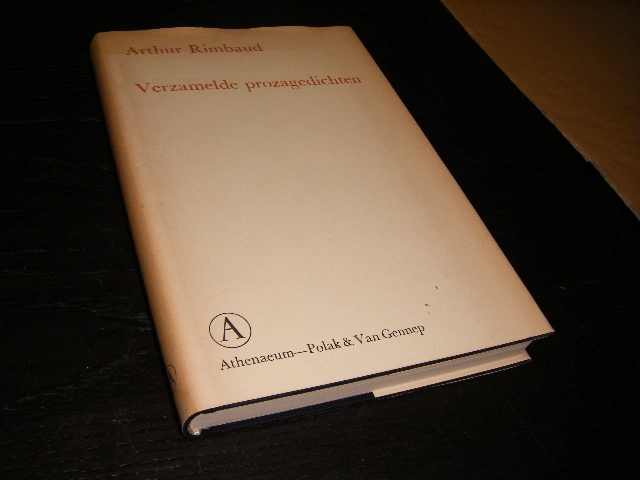 Arthur Rimbaud
Verzamelde prozagedichten
A
Athenaeum—Polak & Van Gennep